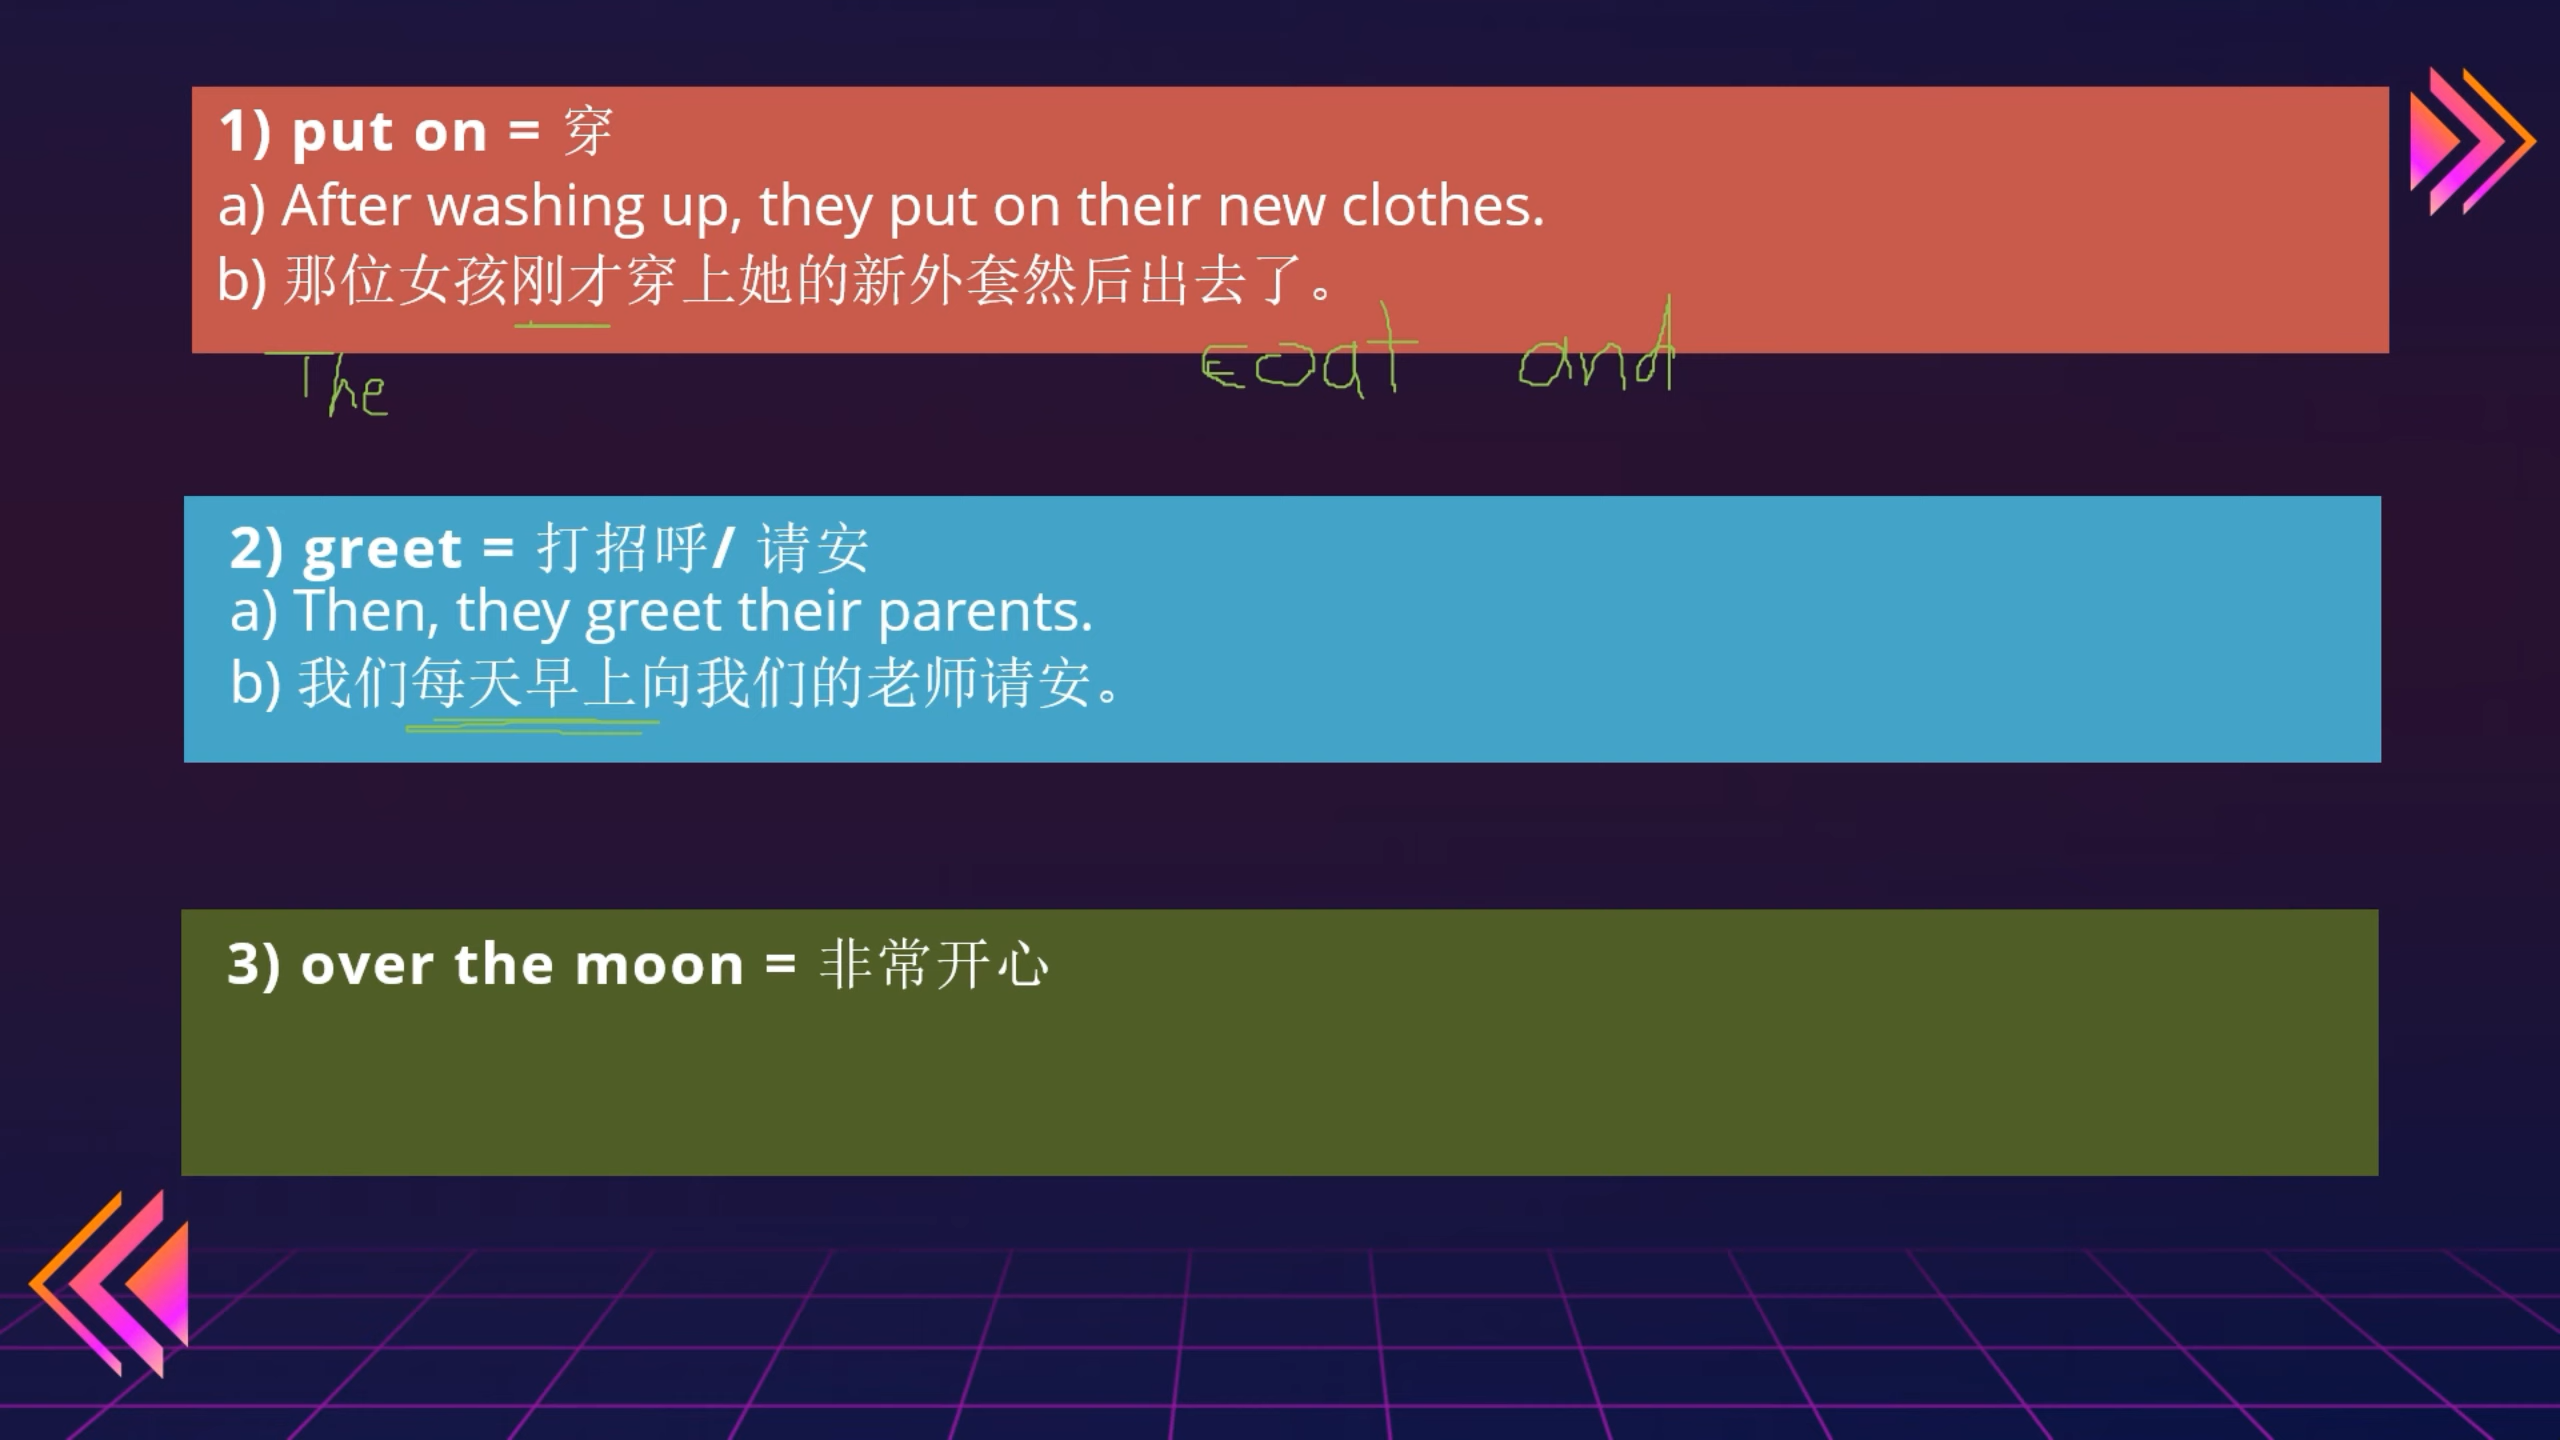 1) put on = 穿
a) After washing up, they put on their new clothes.
b) 那位女孩刚才穿上她的新外套然后出去了。
The coat and
2) greet = 打招呼/ 请安
a) Then, they greet their parents.
b) 我们每天早上向我们的老师请安。
3) over the moon = 非常开心